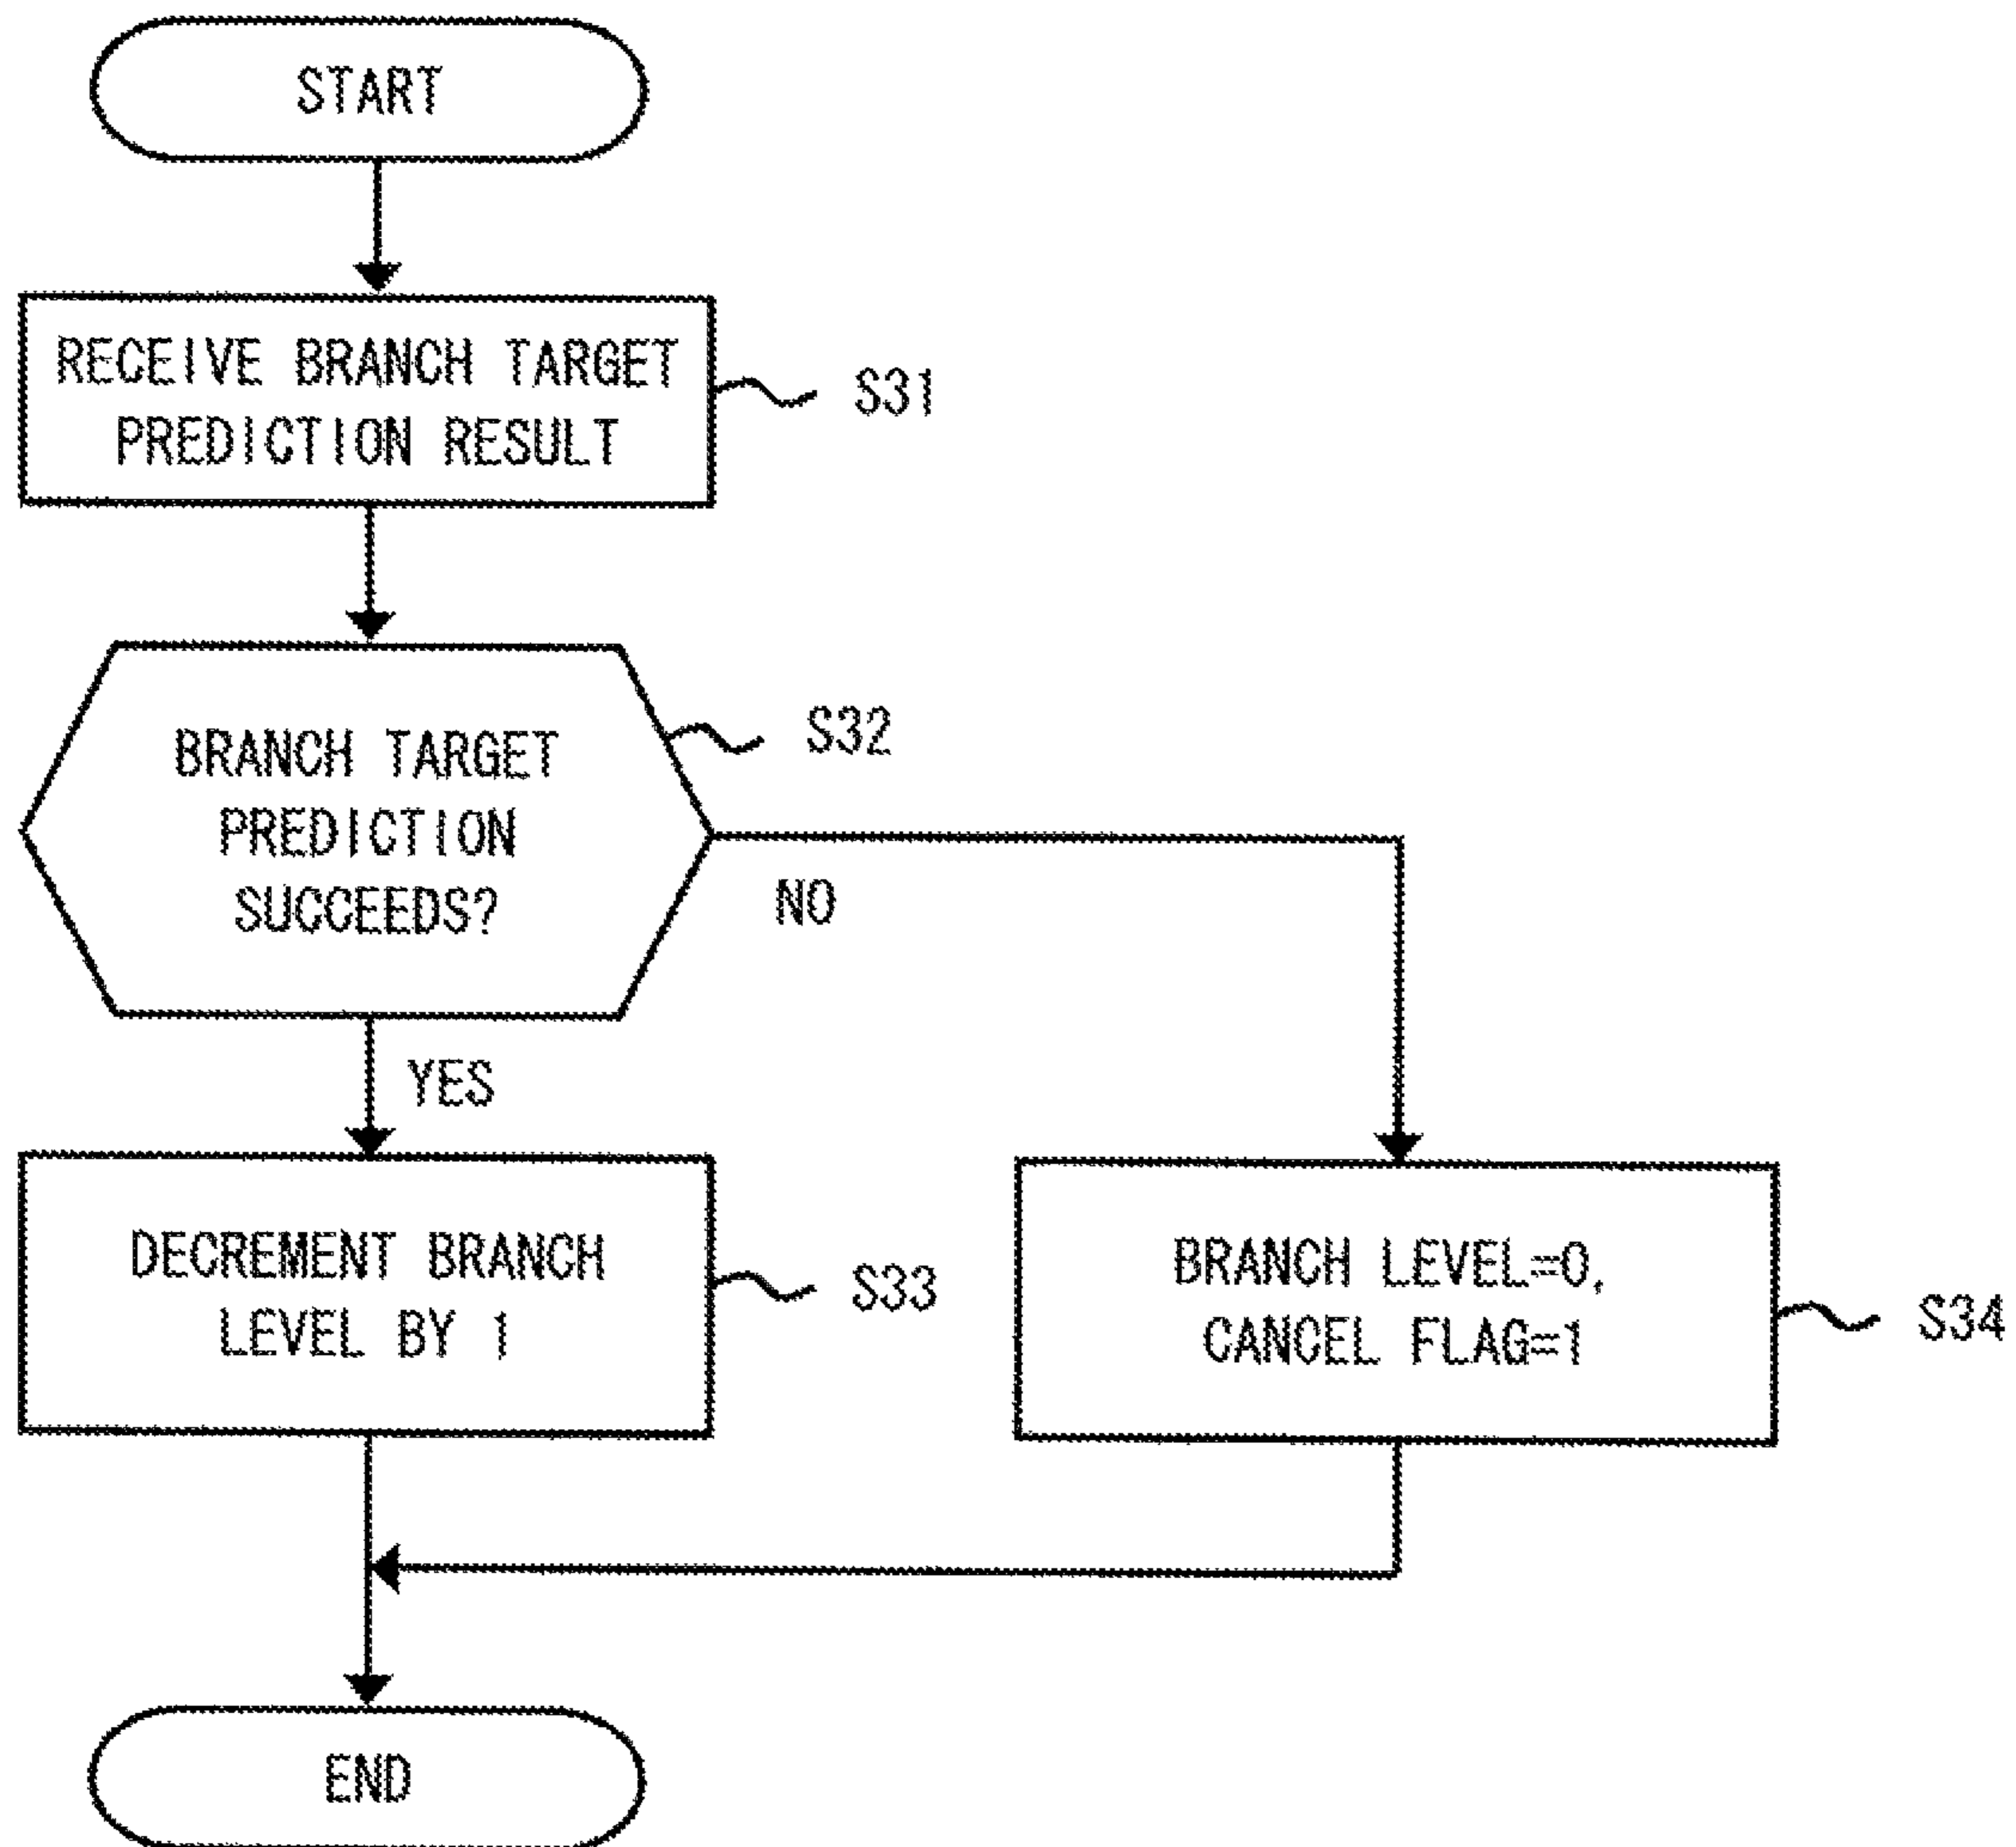 START
RECEIVE BRANCH TARGET
PREDICTION RESULT
S31
BRANCH TARGET
PREDICTION
SUCCEEDS?
S32
NO
YES
DECREMENT BRANCH
LEVEL BY 1
S33
BRANCH LEVEL=0,
CANCEL FLAG=1
S34
END